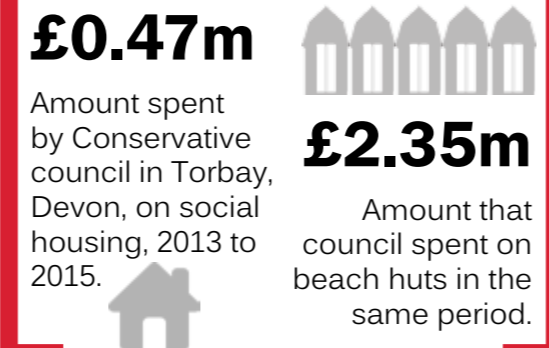 £0.47m
Amount spent
by Conservative
council in Torbay,
Devon, on social
housing, 2013 to
2015.
£2.35m
Amount that
council spent on
beach huts in the
same period.